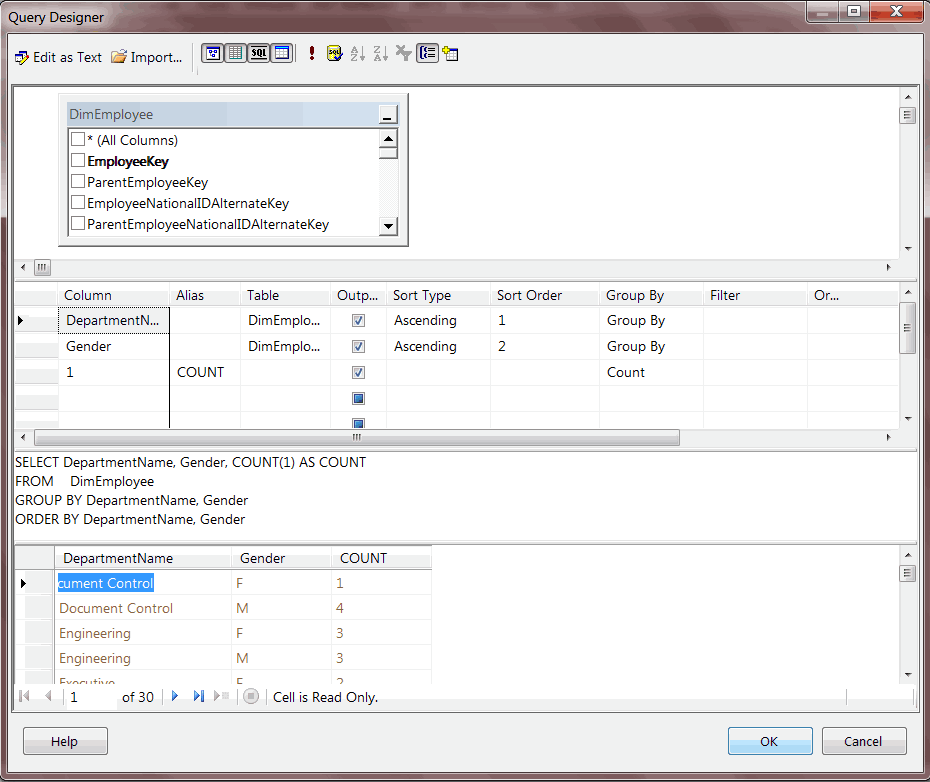 Query Designer
Edit as Text Import... SQL SQL
DimEmployee
* (All Columns)
EmployeeKey
ParentEmployeeKey
EmployeeNationalIDAlternateKey
ParentEmployeeNationalIDAlternateKey
Column Alias Table Outp... Sort Type Sort Order Group By Filter Or...
DepartmentN... DimEmplo... Ascending 1 Group By
Gender DimEmplo... Ascending 2 Group By
1 COUNT Count
SELECT DepartmentName, Gender, COUNT(1) AS COUNT
FROM DimEmployee
GROUP BY DepartmentName, Gender
ORDER BY DepartmentName, Gender
DepartmentName Gender COUNT
cument Control F 1
Document Control M 4
Engineering F 3
Engineering M 3
Executive F 2
1 of 30 Cell is Read Only.
Help OK Cancel